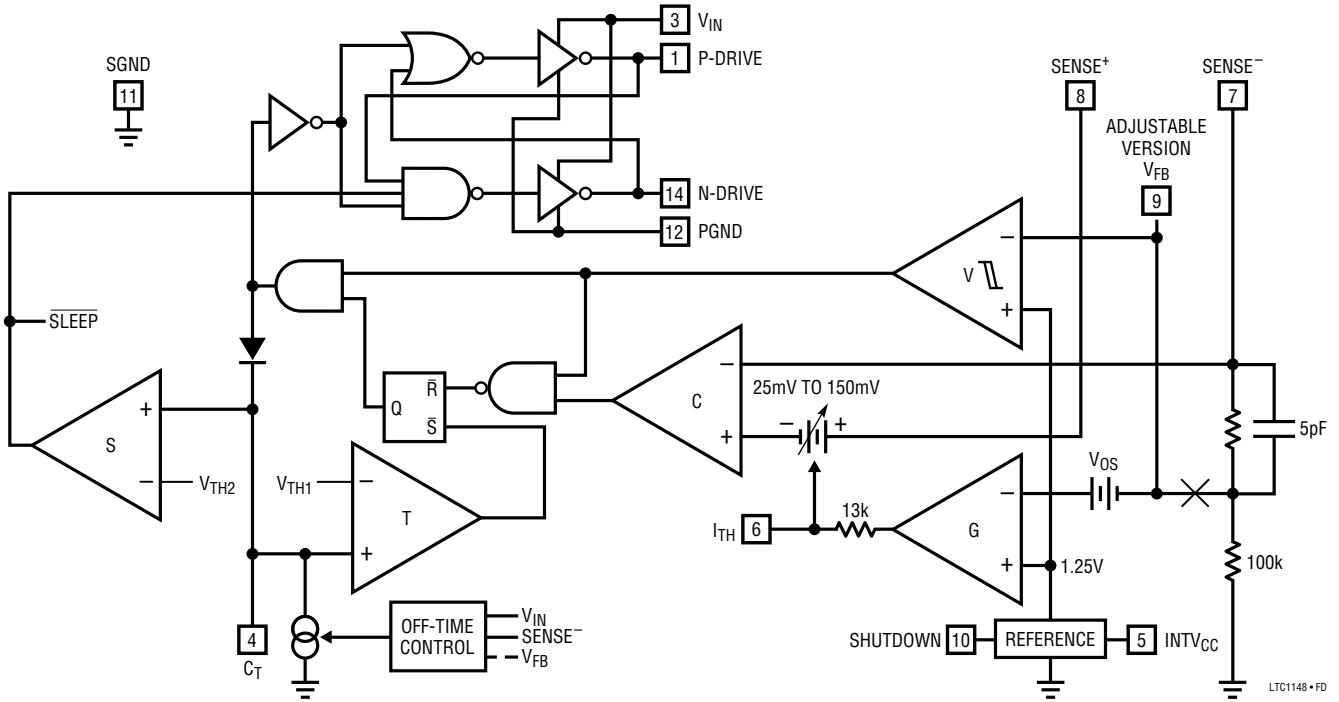 3 VIN
1 P-DRIVE
SGND
11
SENSE+
8
SENSE−
7
ADJUSTABLE
VERSION
VFB
9
14 N-DRIVE
12 PGND
V
−
+
SLEEP
25mV TO 150mV
R
Q
S
C
−
+
−
+
5pF
S
+
−
VTH2
VTH1
−
T
+
VOS
13k
ITH 6
G
−
+
1.25V
100k
4
CT
OFF-TIME
CONTROL
VIN
SENSE−
VFB
SHUTDOWN 10 REFERENCE 5 INTVCC
LTC1148 • FD